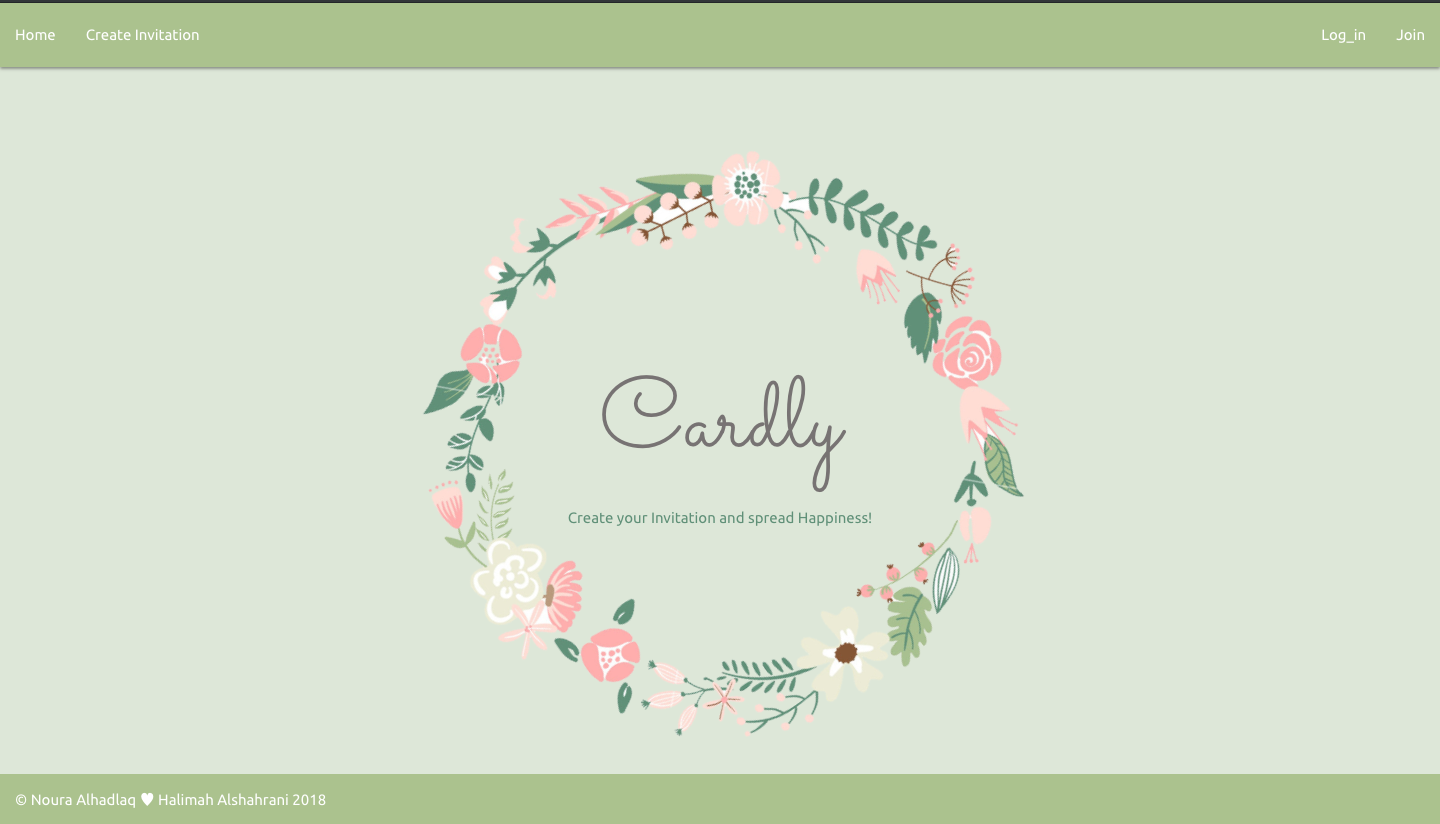 Home Create Invitation Log_in Join
Cardly
Create your Invitation and spread Happiness!
© Noura Alhadlaq ♥ Halimah Alshahrani 2018